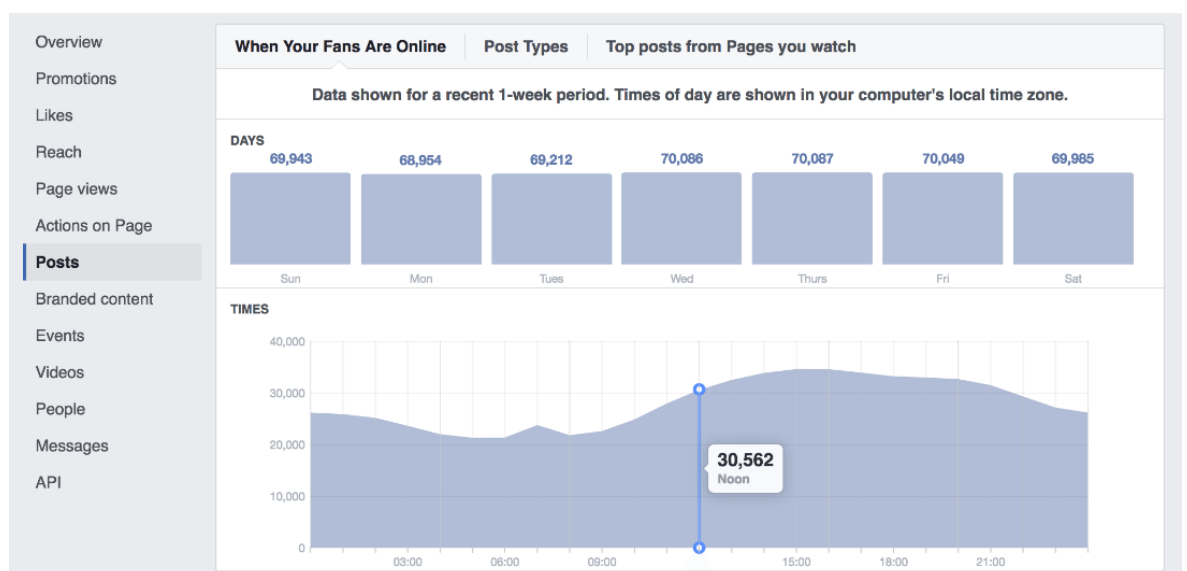 Overview
Promotions
Likes
Reach
Page views
Actions on Page
Posts
Branded content
Events
Videos
People
Messages
API
When Your Fans Are Online Post Types Top posts from Pages you watch
Data shown for a recent 1-week period. Times of day are shown in your computer's local time zone.
DAYS
69,943 68,954 69,212 70,086 70,087 70,049 69,985
Sun Mon Tues Wed Thurs Fri Sat
TIMES
40,000
30,000
20,000
10,000
0
30,562
Noon
03:00 06:00 09:00 15:00 18:00 21:00